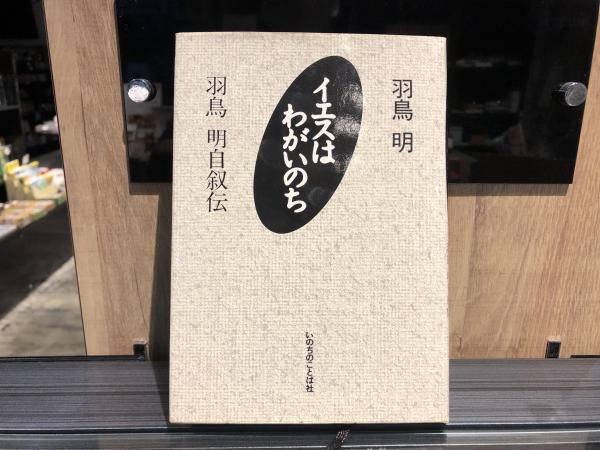 羽鳥 明
イエスは
わがいのち
羽鳥 明自叙伝
いのちのことば社